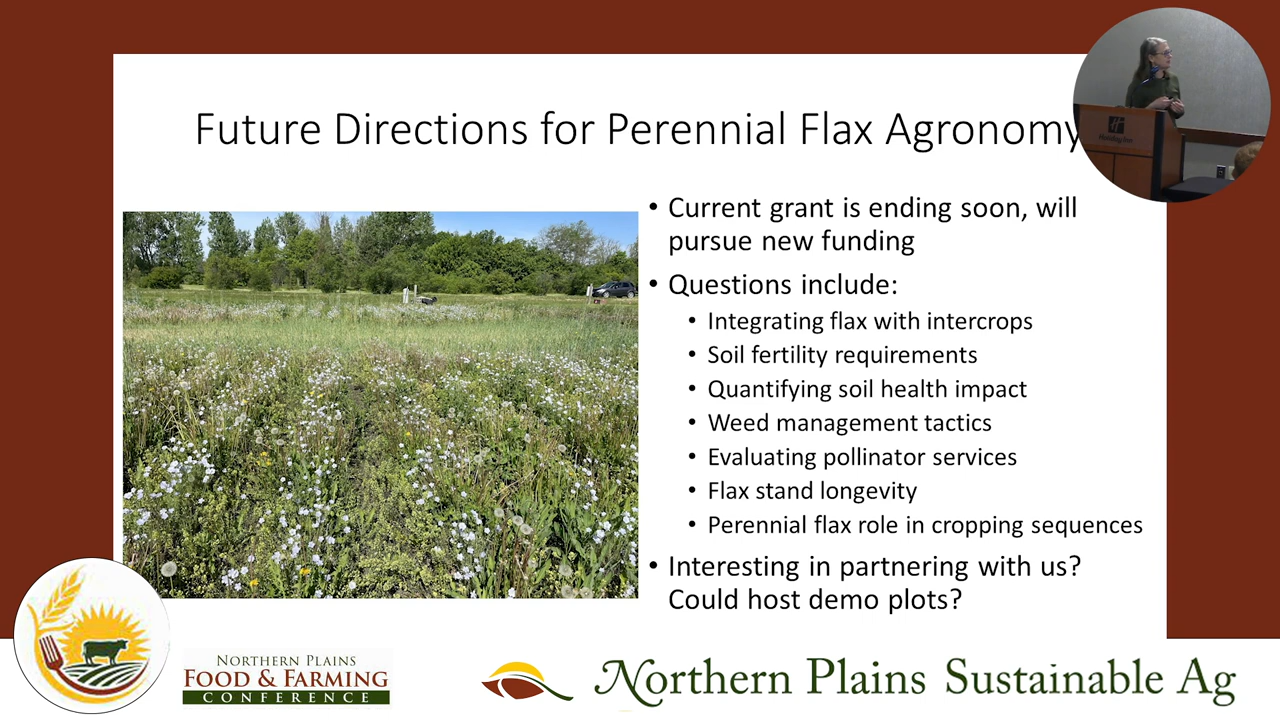 Future Directions for Perennial Flax Agronomy
• Current grant is ending soon, will
pursue new funding
• Questions include:
• Integrating flax with intercrops
• Soil fertility requirements
• Quantifying soil health impact
• Weed management tactics
• Evaluating pollinator services
• Flax stand longevity
• Perennial flax role in cropping sequences
• Interesting in partnering with us?
Could host demo plots?
Holiday Inn
NORTHERN PLAINS
FOOD & FARMING
CONFERENCE
Northern Plains Sustainable Ag